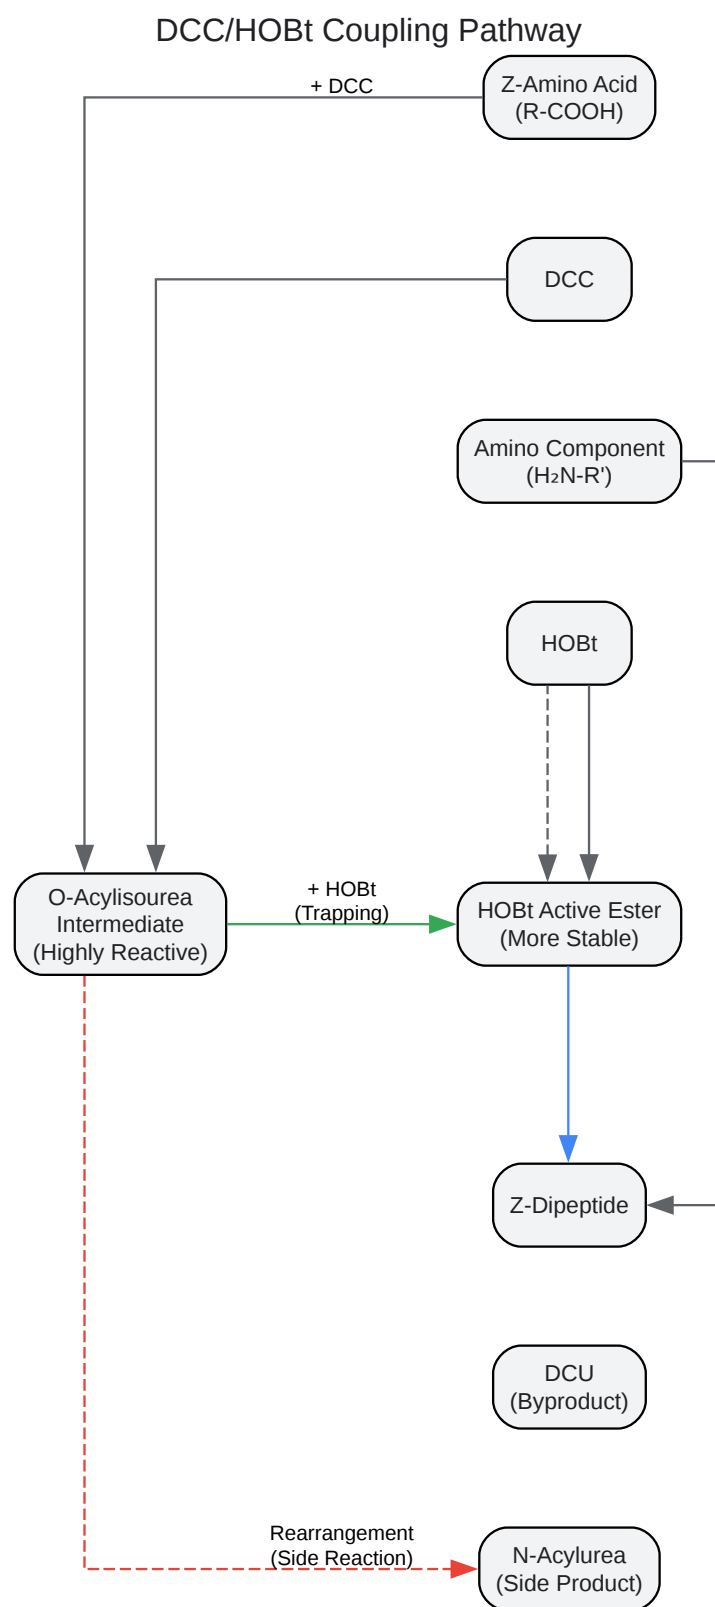 DCC/HOBt Coupling Pathway
+ DCC
Z-Amino Acid
(R-COOH)
DCC
Amino Component
(H₂N-R')
HOBt
O-Acylisourea
Intermediate
(Highly Reactive)
+ HOBt
(Trapping)
HOBt Active Ester
(More Stable)
Z-Dipeptide
DCU
(Byproduct)
Rearrangement
(Side Reaction)
N-Acylurea
(Side Product)